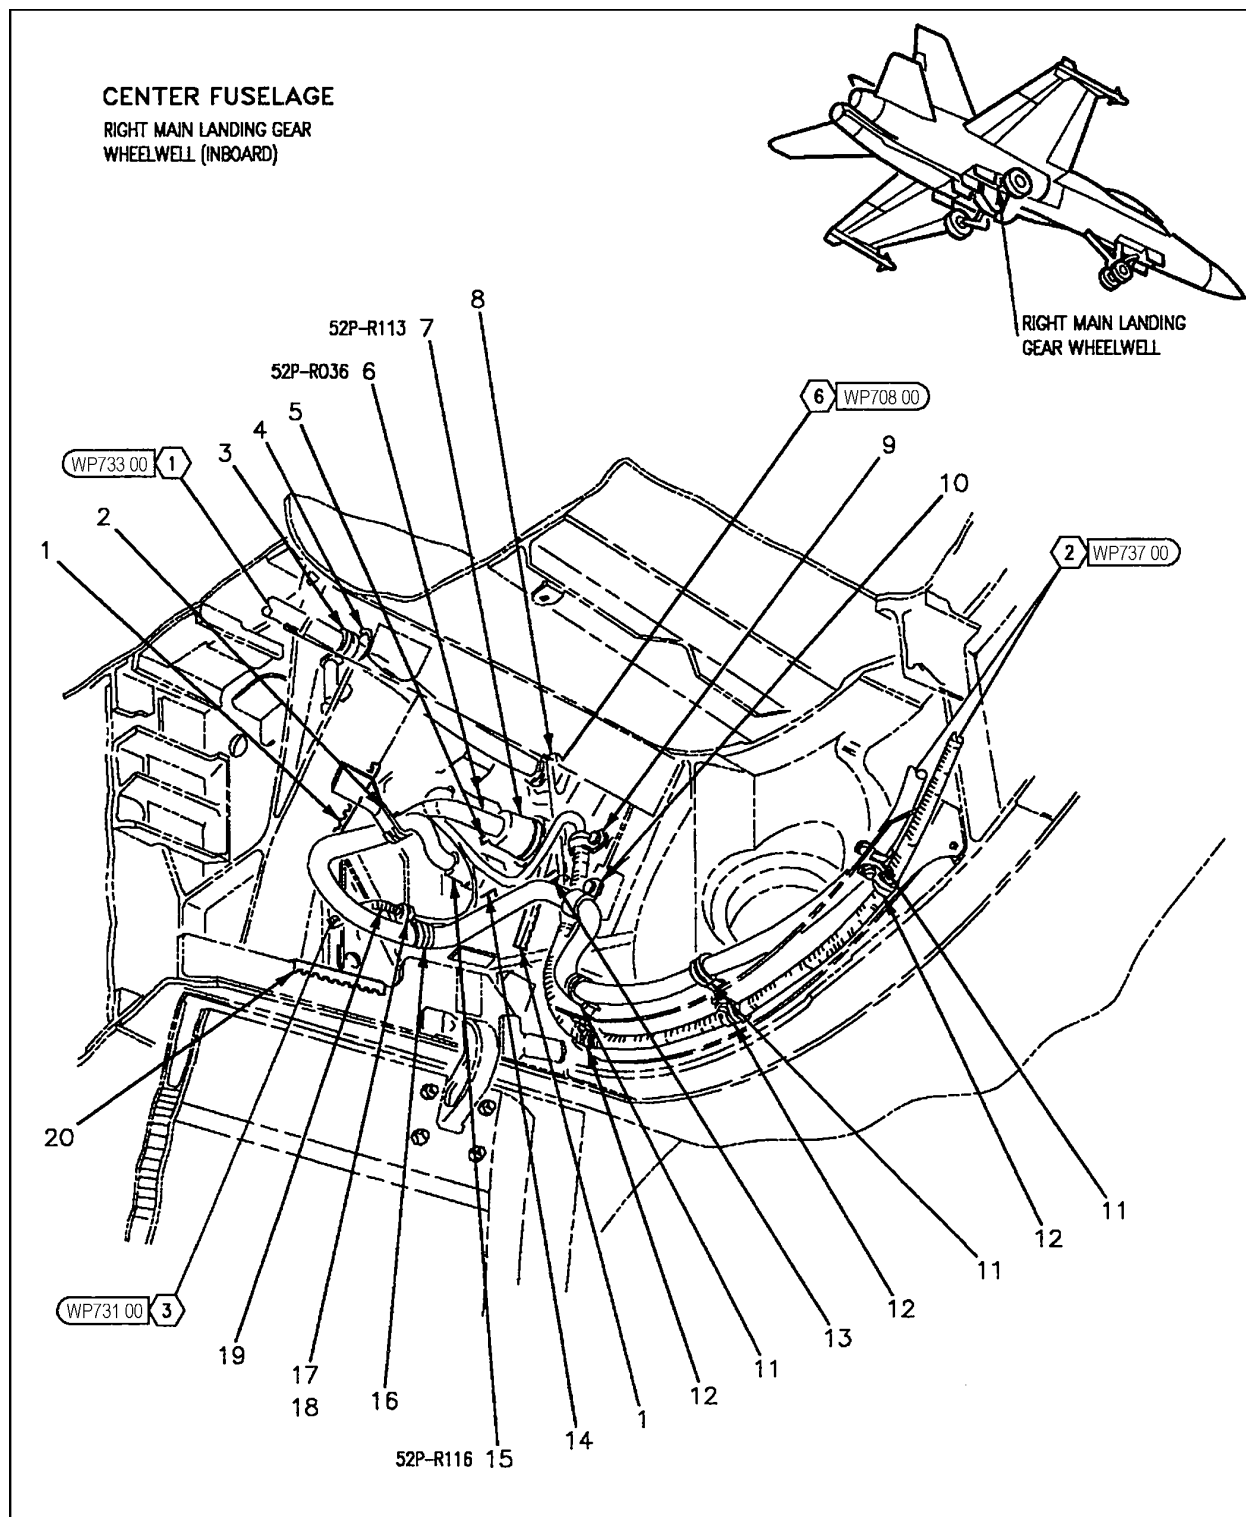 CENTER FUSELAGE
RIGHT MAIN LANDING GEAR
WHEELWELL (INBOARD)
RIGHT MAIN LANDING
GEAR WHEELWELL
8
52P-R113 7
52P-R036 6
5
4
3
WP733 00 1
2
1
6 WP708 00
9
10
2 WP737 00
20
WP731 00 3
19
17
18
16
52P-R116 15
14
1
12
11
13
12
11
12
11